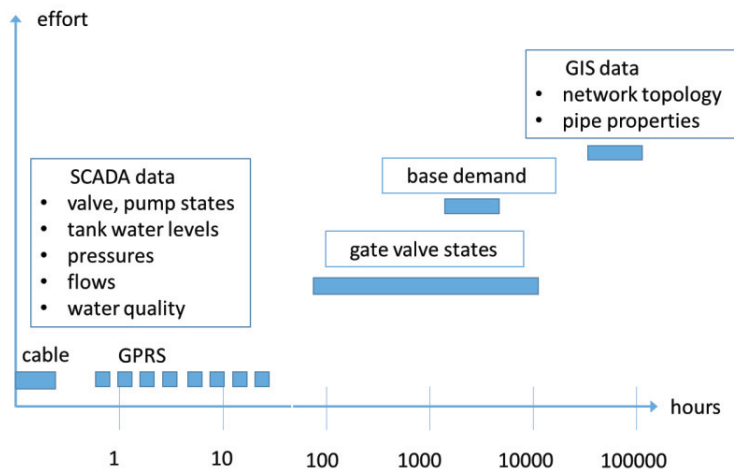 effort
GIS data
• network topology
• pipe properties
base demand
SCADA data
• valve, pump states
• tank water levels
• pressures
• flows
• water quality
gate valve states
cable GPRS
hours
1 10 100 1000 10000 100000